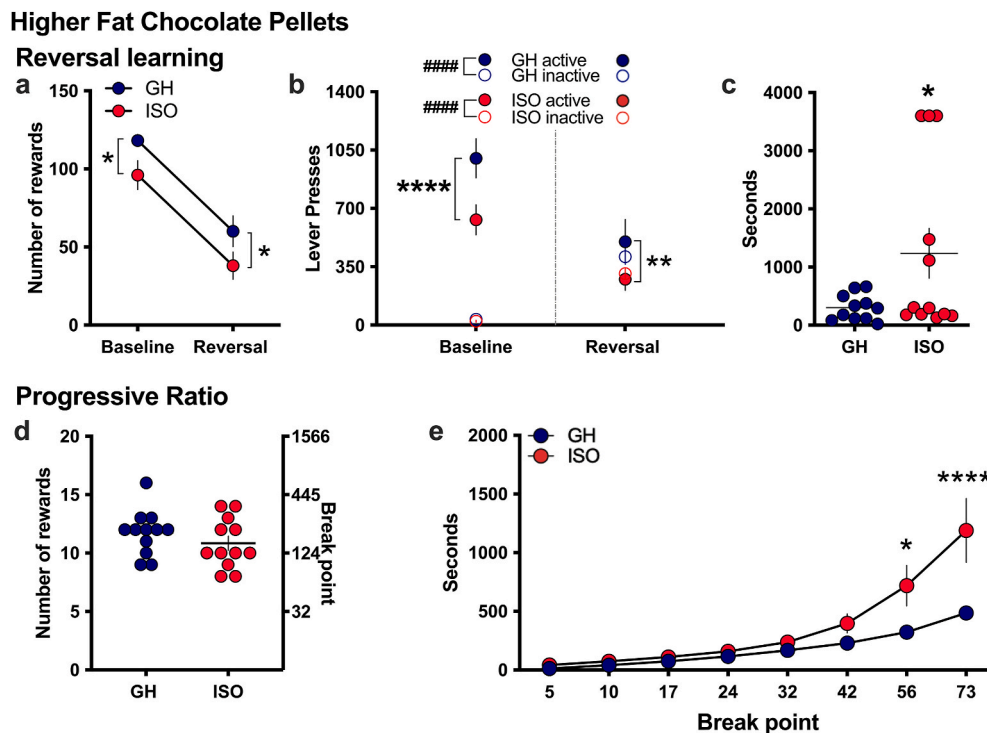 Higher Fat Chocolate Pellets
Reversal learning
a
GH
ISO
150
100
50
0
Number of rewards
*
*
Baseline
Reversal
b
#### GH active
GH inactive
#### ISO active
ISO inactive
1400
1050
700
350
0
Lever Presses
****
**
Baseline
Reversal
c
*
4000
3000
2000
1000
0
Seconds
GH
ISO
Progressive Ratio
d
20
15
10
5
0
Number of rewards
1566
445
124
32
Break point
GH
ISO
e
GH
ISO
2000
1500
1000
500
0
Seconds
*
****
5 10 17 24 32 42 56 73
Break point